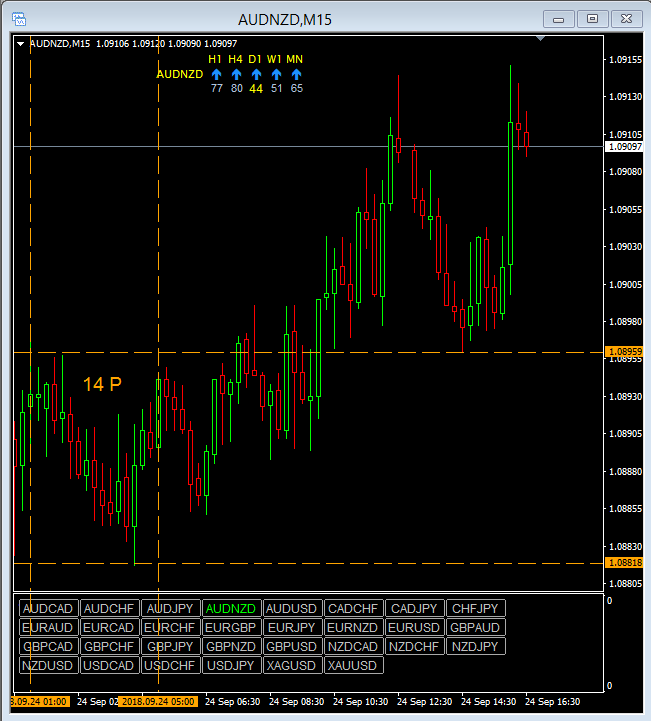 AUDNZD,M15
AUDNZD,M15 1.09106 1.09120 1.09090 1.09097
H1 H4 D1 W1 MN
AUDNZD
77 80 44 51 65
1.09155
1.09130
1.09105
1.09097
1.09080
1.09055
1.09030
1.09005
1.08980
1.08959
1.08955
14 P
1.08930
1.08905
1.08880
1.08855
1.08830
1.08818
1.08805
0
AUDCAD AUDCHF AUDJPY AUDNZD AUDUSD CADCHF CADJPY CHFJPY
EURAUD EURCAD EURCHF EURGBP EURJPY EURNZD EURUSD GBPAUD
GBPCAD GBPCHF GBPJPY GBPNZD GBPUSD NZDCAD NZDCHF NZDJPY
NZDUSD USDCAD USDCHF USDJPY XAGUSD XAUUSD
0
8.09.24 01:00 24 Sep 02 2018.09.24 05:00 24 Sep 06:30 24 Sep 08:30 24 Sep 10:30 24 Sep 12:30 24 Sep 14:30 24 Sep 16:30